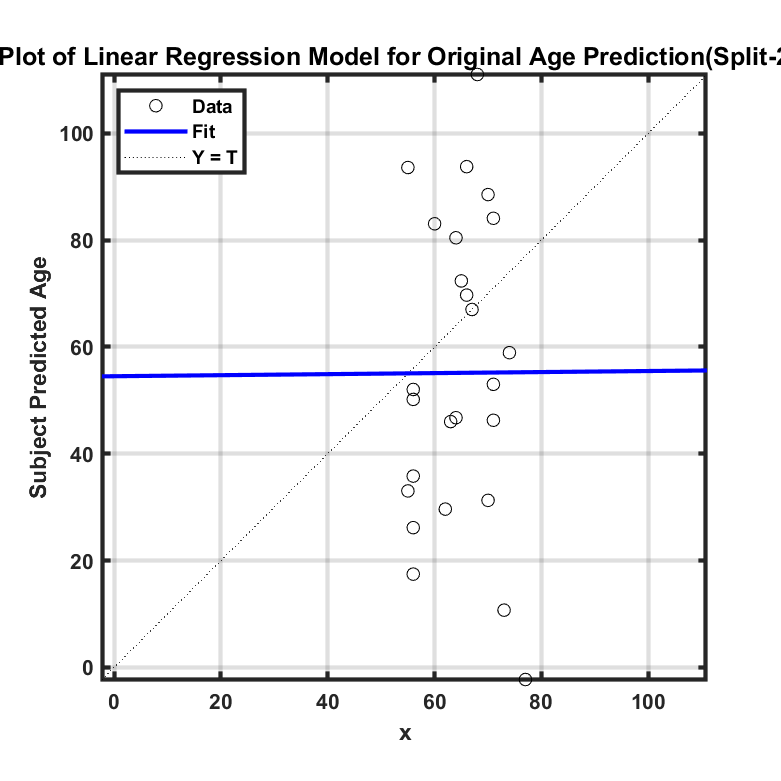 Plot of Linear Regression Model for Original Age Prediction(Split-2
Data
Fit
Y = T
100
80
60
40
20
0
Subject Predicted Age
0 20 40 60 80 100
x